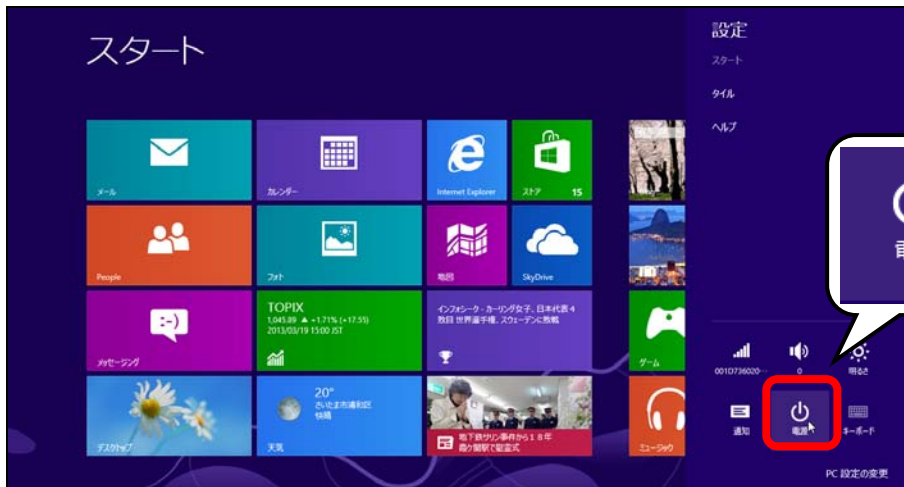 スタート
設定
スタート
タイル
ヘルプ
メール
カレンダー
Internet Explorer
ストア
15
People
フォト
地図
SkyDrive
メッセージング
TOPIX
1,045.89 ▲ +1.71% (+17.55)
2013/03/19 15:00 JST
インフォシーク - カーリング女子、日本代表4
敗目 世界選手権、スウェーデンに敗戦
ゲーム
デスクトップ
20°
さいたま市浦和区
快晴
天気
地下鉄サリン事件から18年
霞ケ関駅で慰霊式
ミュージック
001D736020...
0
明るさ
通知
電源
キーボード
PC 設定の変更